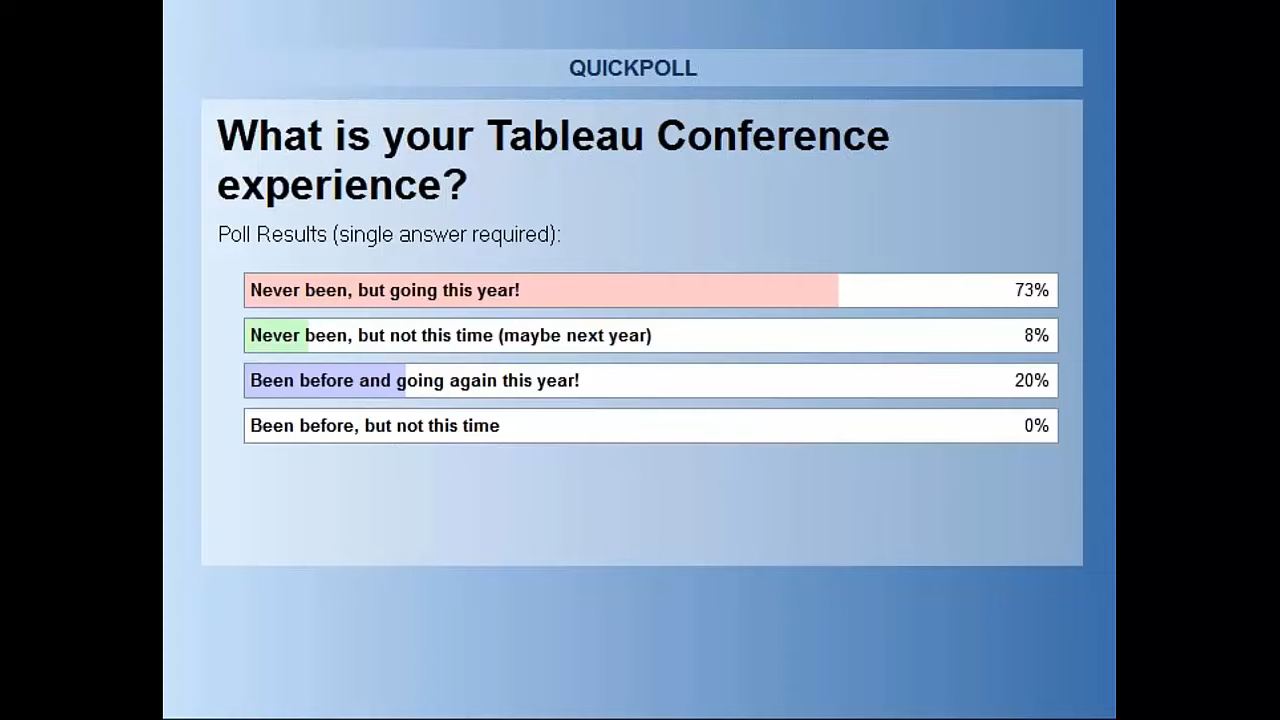 QUICKPOLL
What is your Tableau Conference
experience?
Poll Results (single answer required):
Never been, but going this year! 73%
Never been, but not this time (maybe next year) 8%
Been before and going again this year! 20%
Been before, but not this time 0%